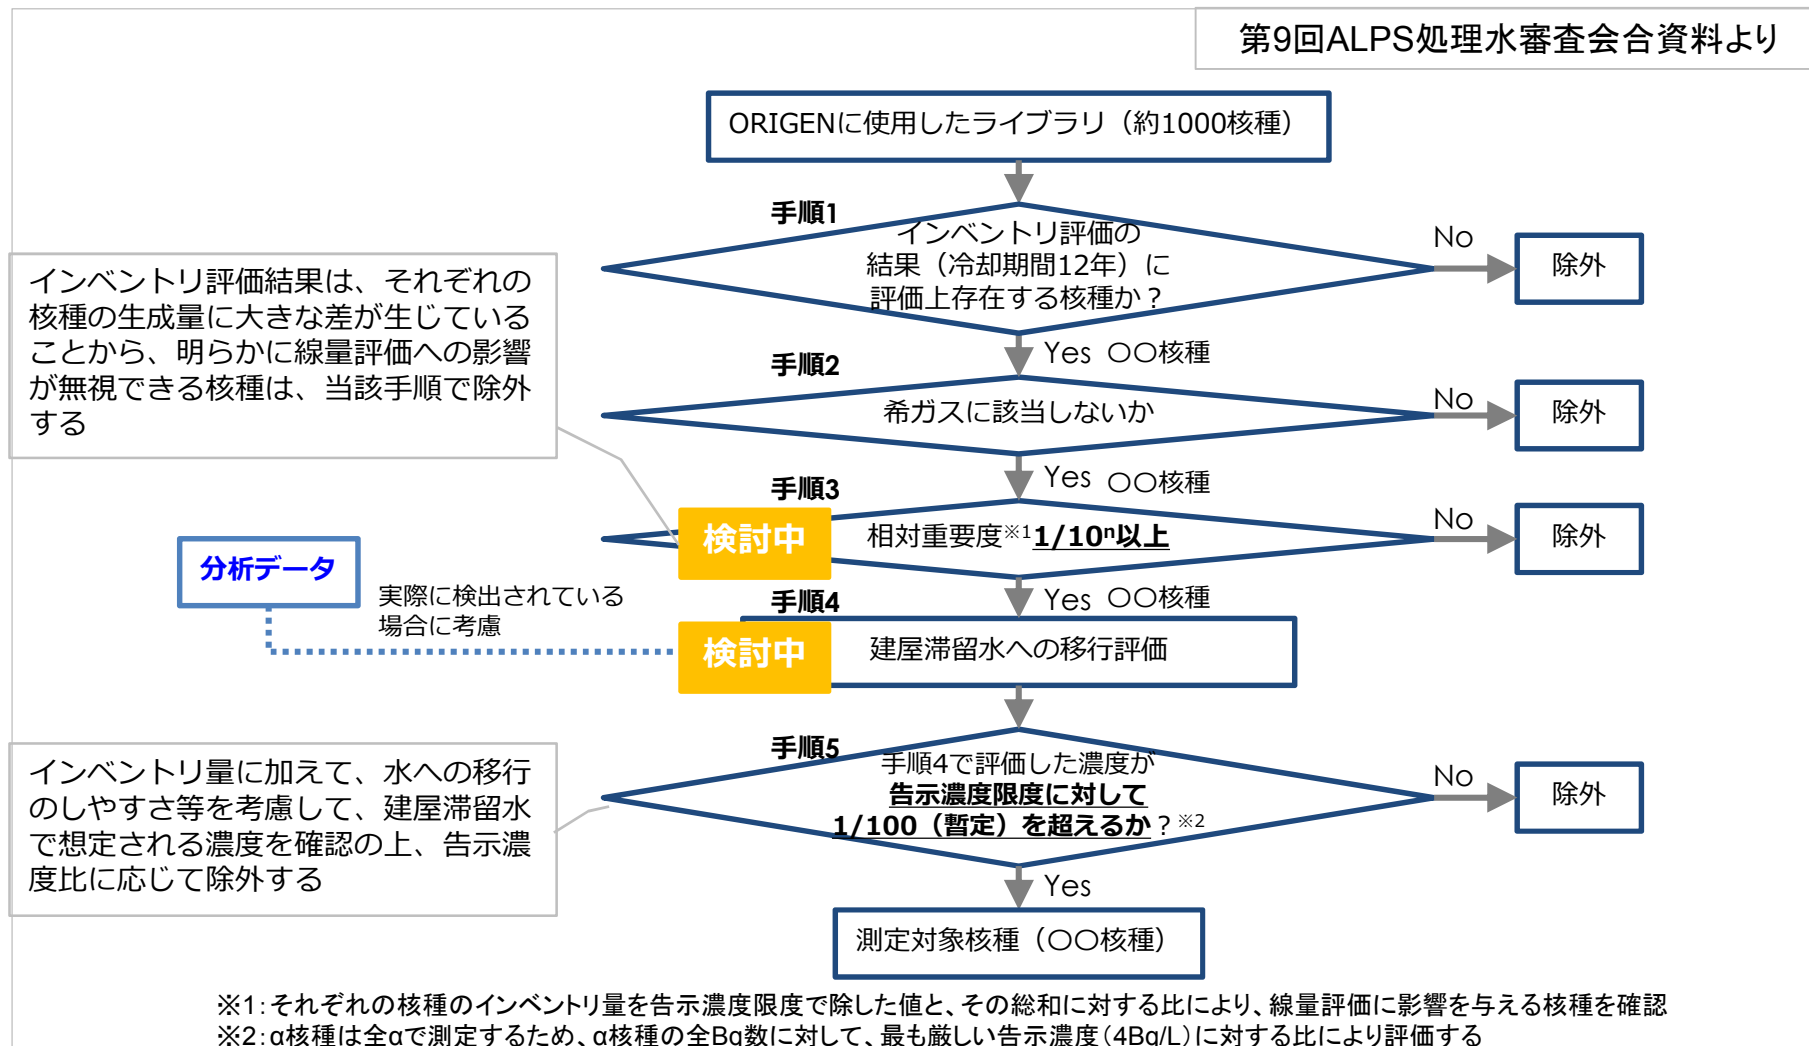 第9回ALPS処理水審査会合資料より
ORIGENに使用したライブラリ（約1000核種）
手順1
インベントリ評価の
結果（冷却期間12年）に
評価上存在する核種か？
No
除外
インベントリ評価結果は、それぞれの
核種の生成量に大きな差が生じている
ことから、明らかに線量評価への影響
が無視できる核種は、当該手順で除外
する
Yes 〇〇核種
手順2
希ガスに該当しないか
No
除外
Yes 〇〇核種
手順3
検討中
相対重要度※1 1/10ⁿ以上
No
除外
分析データ
実際に検出されている
場合に考慮
Yes 〇〇核種
手順4
検討中
建屋滞留水への移行評価
手順5
手順4で評価した濃度が
告示濃度限度に対して
1/100（暫定）を超えるか？※2
No
除外
インベントリ量に加えて、水への移行
のしやすさ等を考慮して、建屋滞留水
で想定される濃度を確認の上、告示濃
度比に応じて除外する
Yes
測定対象核種（〇〇核種）
※1：それぞれの核種のインベントリ量を告示濃度限度で除した値と、その総和に対する比により、線量評価に影響を与える核種を確認
※2：α核種は全αで測定するため、α核種の全Bq数に対して、最も厳しい告示濃度（4Bq/L）に対する比により評価する